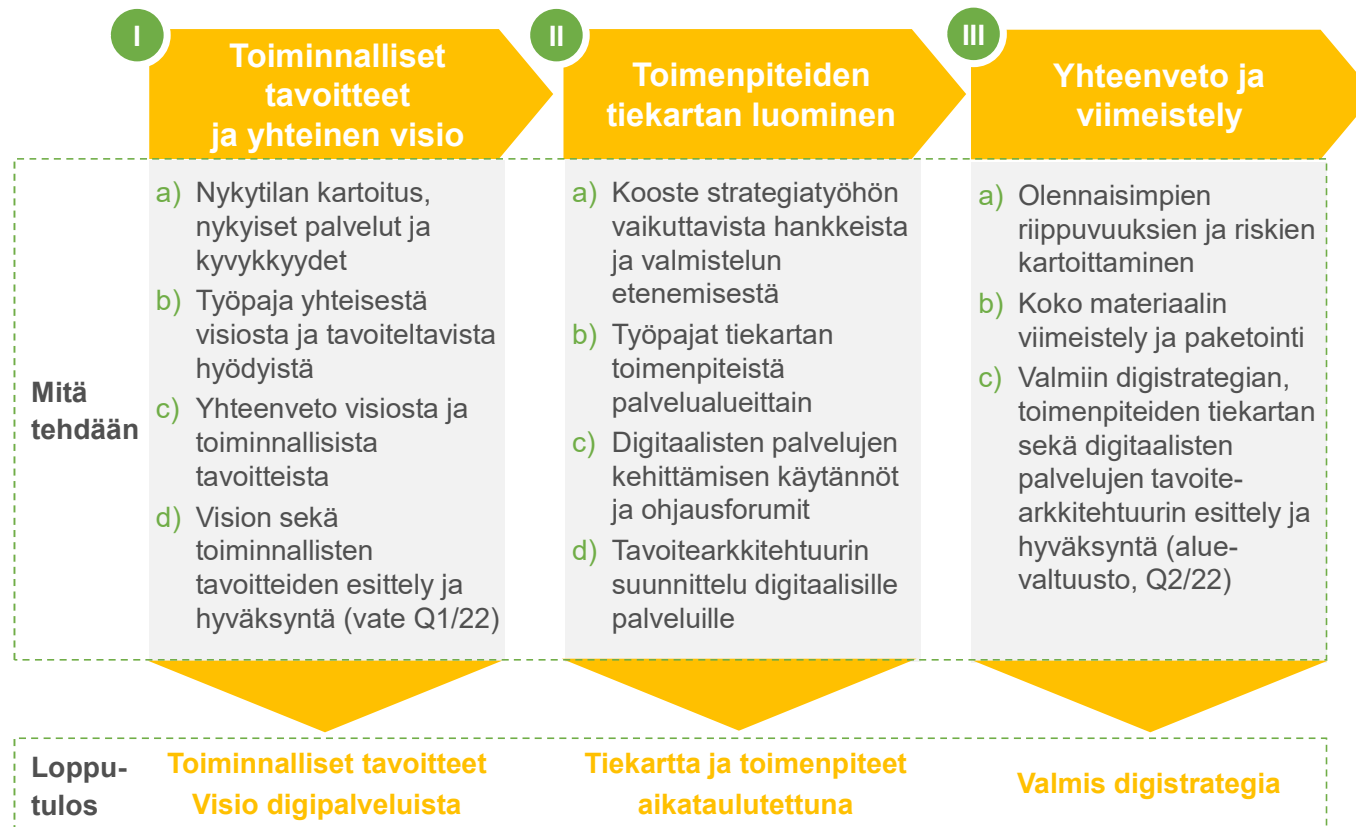 I
Toiminnalliset
tavoitteet
ja yhteinen visio
II
Toimenpiteiden
tiekartan luominen
III
Yhteenveto ja
viimeistely
Mitä
tehdään
a) Nykytilan kartoitus,
nykyiset palvelut ja
kyvykkyydet
b) Työpaja yhteisestä
visiosta ja tavoiteltavista
hyödyistä
c) Yhteenveto visiosta ja
toiminnallisista
tavoitteista
d) Vision sekä
toiminnallisten
tavoitteiden esittely ja
hyväksyntä (vate Q1/22)
a) Kooste strategiatyöhön
vaikuttavista hankkeista
ja valmistelun
etenemisestä
b) Työpajat tiekartan
toimenpiteistä
palvelualueittain
c) Digitaalisten palvelujen
kehittämisen käytännöt
ja ohjausforumit
d) Tavoitearkkitehtuurin
suunnittelu digitaalisille
palveluille
a) Olennaisimpien
riippuvuuksien ja riskien
kartoittaminen
b) Koko materiaalin
viimeistely ja paketointi
c) Valmiin digistrategian,
toimenpiteiden tiekartan
sekä digitaalisten
palvelujen tavoite-
arkkitehtuurin esittely ja
hyväksyntä (alue-
valtuusto, Q2/22)
Loppu-
tulos
Toiminnalliset tavoitteet
Visio digipalveluista
Tiekartta ja toimenpiteet
aikataulutettuna
Valmis digistrategia